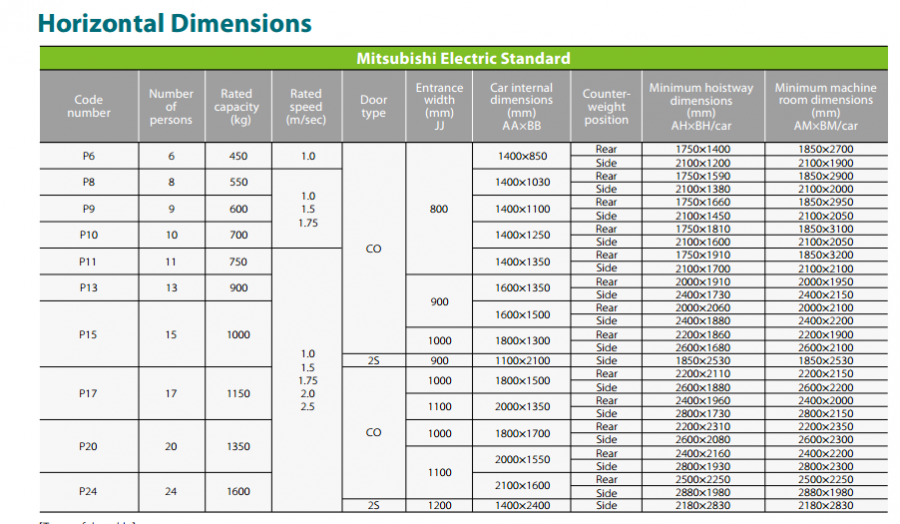 Horizontal Dimensions
Mitsubishi Electric Standard
Code number | Number of persons | Rated capacity (kg) | Rated speed (m/sec) | Door type | Entrance width (mm) JJ | Car internal dimensions (mm) AA×BB | Counter-weight position | Minimum hoistway dimensions (mm) AH×BH/car | Minimum machine room dimensions (mm) AM×BM/car
P6 | 6 | 450 | 1.0 | CO | 800 | 1400×850 | Rear | 1750×1400 | 1850×2700
Side | 2100×1200 | 2100×1900
P8 | 8 | 550 | 1.0 1.5 1.75 | 1400×1030 | Rear | 1750×1590 | 1850×2900
Side | 2100×1380 | 2100×2000
P9 | 9 | 600 | 1400×1100 | Rear | 1750×1660 | 1850×2950
Side | 2100×1450 | 2100×2050
P10 | 10 | 700 | 1400×1250 | Rear | 1750×1810 | 1850×3100
Side | 2100×1600 | 2100×2050
P11 | 11 | 750 | 1.0 1.5 1.75 2.0 2.5 | 1400×1350 | Rear | 1750×1910 | 1850×3200
Side | 2100×1700 | 2100×2100
P13 | 13 | 900 | 900 | 1600×1350 | Rear | 2000×1910 | 2000×1950
Side | 2400×1730 | 2400×2150
P15 | 15 | 1000 | 1600×1500 | Rear | 2000×2060 | 2000×2100
Side | 2400×1880 | 2400×2200
1000 | 1800×1300 | Rear | 2200×1860 | 2200×1900
Side | 2600×1680 | 2600×2100
2S | 900 | 1100×2100 | Side | 1850×2530 | 1850×2530
P17 | 17 | 1150 | CO | 1000 | 1800×1500 | Rear | 2200×2110 | 2200×2150
Side | 2600×1880 | 2600×2200
1100 | 2000×1350 | Rear | 2400×1960 | 2400×2000
Side | 2800×1730 | 2800×2150
P20 | 20 | 1350 | 1000 | 1800×1700 | Rear | 2200×2310 | 2200×2350
Side | 2600×2080 | 2600×2300
1100 | 2000×1550 | Rear | 2400×2160 | 2400×2200
Side | 2800×1930 | 2800×2300
P24 | 24 | 1600 | 2100×1600 | Rear | 2500×2250 | 2500×2250
Side | 2880×1980 | 2880×1980
2S | 1200 | 1400×2400 | Side | 2180×2830 | 2180×2830